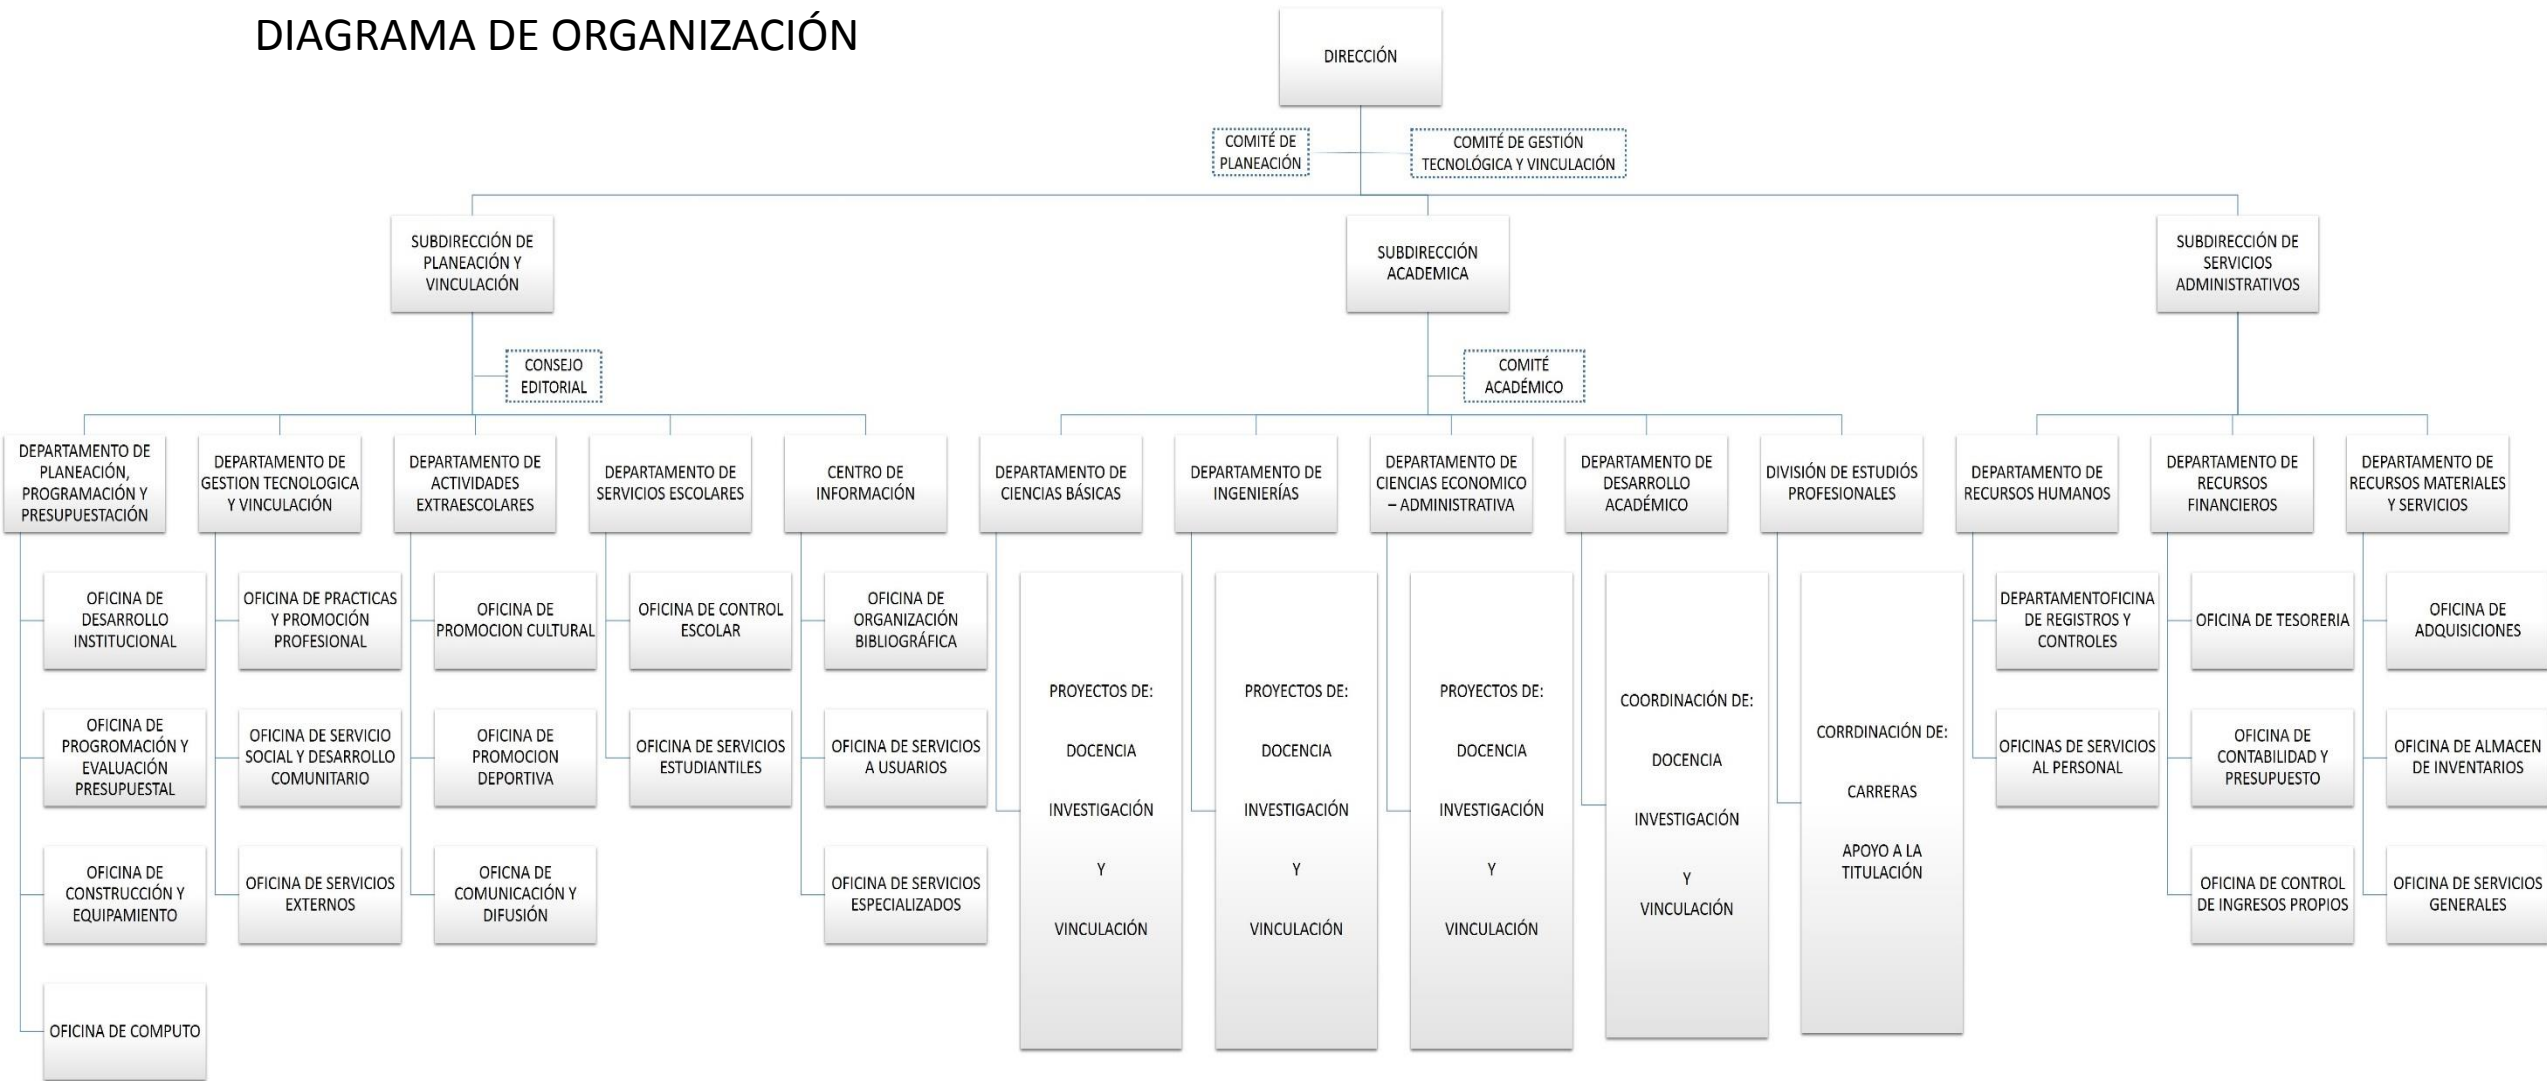 DIAGRAMA DE ORGANIZACIÓN
DIRECCIÓN
COMITÉ DE
PLANEACIÓN
COMITÉ DE GESTIÓN
TECNOLÓGICA Y VINCULACIÓN
SUBDIRECCIÓN DE
PLANEACIÓN Y
VINCULACIÓN
SUBDIRECCIÓN
ACADEMICA
SUBDIRECCIÓN DE
SERVICIOS
ADMINISTRATIVOS
CONSEJO
EDITORIAL
COMITÉ
ACADÉMICO
DEPARTAMENTO DE
PLANEACIÓN,
PROGRAMACIÓN Y
PRESUPUESTACIÓN
DEPARTAMENTO DE
GESTION TECNOLOGICA
Y VINCULACIÓN
DEPARTAMENTO DE
ACTIVIDADES
EXTRAESCOLARES
DEPARTAMENTO DE
SERVICIOS ESCOLARES
CENTRO DE
INFORMACIÓN
DEPARTAMENTO DE
CIENCIAS BÁSICAS
DEPARTAMENTO DE
INGENIERÍAS
DEPARTAMENTO DE
CIENCIAS ECONOMICO
– ADMINISTRATIVA
DEPARTAMENTO DE
DESARROLLO
ACADÉMICO
DIVISIÓN DE ESTUDIÓS
PROFESIONALES
DEPARTAMENTO DE
RECURSOS HUMANOS
DEPARTAMENTO DE
RECURSOS
FINANCIEROS
DEPARTAMENTO DE
RECURSOS MATERIALES
Y SERVICIOS
OFICINA DE
DESARROLLO
INSTITUCIONAL
OFICINA DE
PROGROMACIÓN Y
EVALUACIÓN
PRESUPUESTAL
OFICINA DE
CONSTRUCCIÓN Y
EQUIPAMIENTO
OFICINA DE COMPUTO
OFICINA DE PRACTICAS
Y PROMOCIÓN
PROFESIONAL
OFICINA DE SERVICIO
SOCIAL Y DESARROLLO
COMUNITARIO
OFICINA DE SERVICIOS
EXTERNOS
OFICINA DE
PROMOCION CULTURAL
OFICINA DE
PROMOCION
DEPORTIVA
OFICNA DE
COMUNICACIÓN Y
DIFUSIÓN
OFICINA DE CONTROL
ESCOLAR
OFICINA DE SERVICIOS
ESTUDIANTILES
OFICINA DE
ORGANIZACIÓN
BIBLIOGRÁFICA
OFICINA DE SERVICIOS
A USUARIOS
OFICINA DE SERVICIOS
ESPECIALIZADOS
PROYECTOS DE:
DOCENCIA
INVESTIGACIÓN
Y
VINCULACIÓN
PROYECTOS DE:
DOCENCIA
INVESTIGACIÓN
Y
VINCULACIÓN
PROYECTOS DE:
DOCENCIA
INVESTIGACIÓN
Y
VINCULACIÓN
COORDINACIÓN DE:
DOCENCIA
INVESTIGACIÓN
Y
VINCULACIÓN
CORRDINACIÓN DE:
CARRERAS
APOYO A LA
TITULACIÓN
DEPARTAMENTOFICINA
DE REGISTROS Y
CONTROLES
OFICINAS DE SERVICIOS
AL PERSONAL
OFICINA DE TESORERIA
OFICINA DE
CONTABILIDAD Y
PRESUPUESTO
OFICINA DE CONTROL
DE INGRESOS PROPIOS
OFICINA DE
ADQUISICIONES
OFICINA DE ALMACEN
DE INVENTARIOS
OFICINA DE SERVICIOS
GENERALES